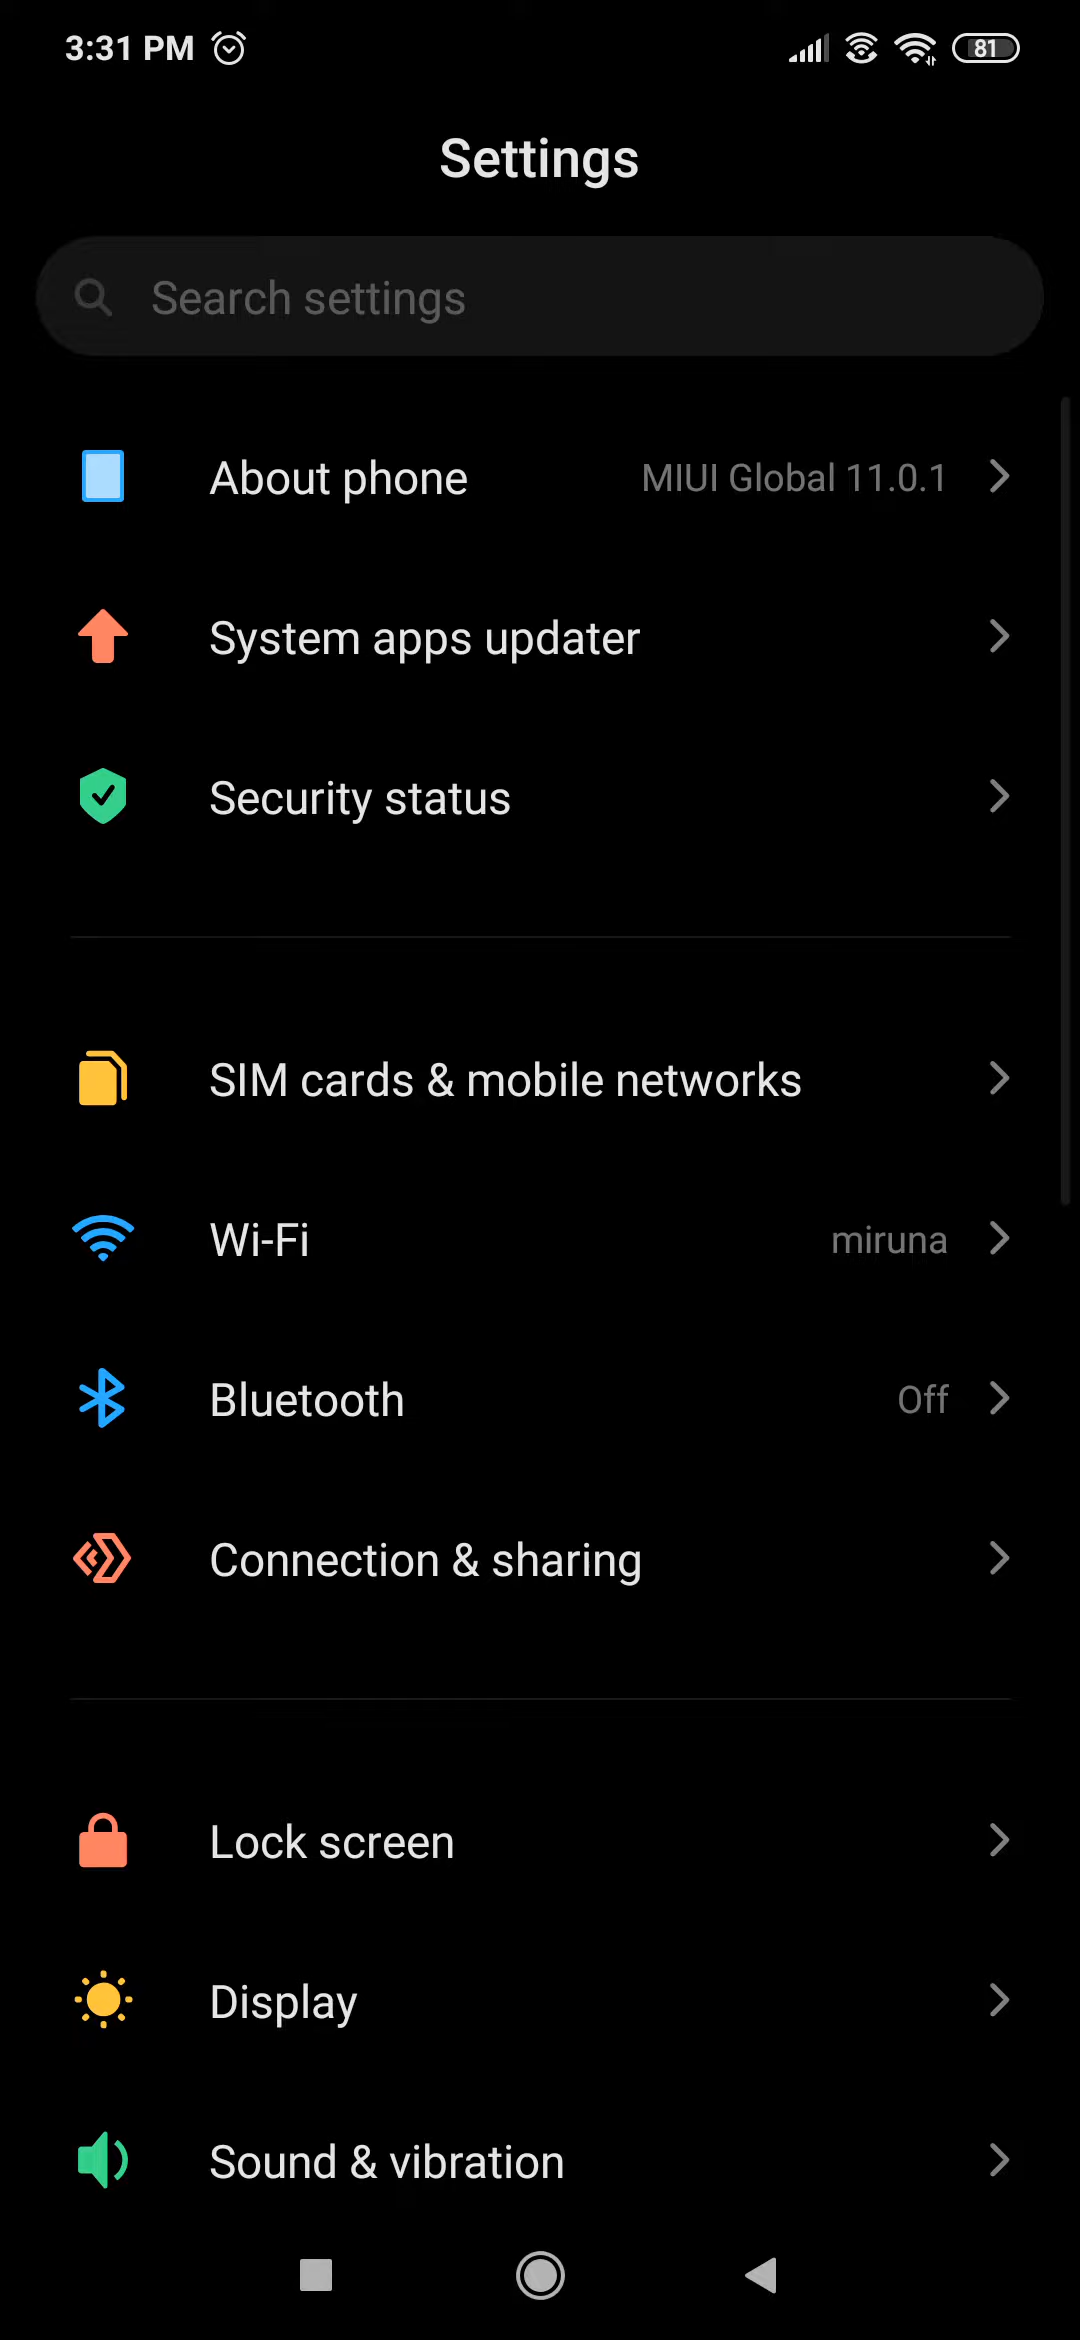 3:31 PM 81
Settings
Search settings
About phone MIUI Global 11.0.1
System apps updater
Security status
SIM cards & mobile networks
Wi-Fi miruna
Bluetooth Off
Connection & sharing
Lock screen
Display
Sound & vibration